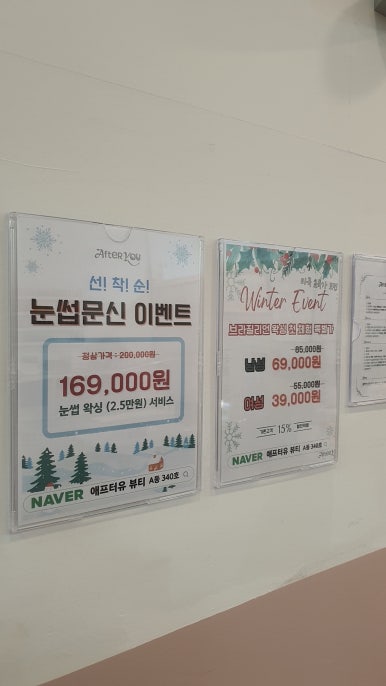 After You
선! 착! 순!
눈썹문신 이벤트
정상가격 : 200,000원
169,000원
눈썹 왁싱 (2.5만원) 서비스
NAVER 애프터유 뷰티 A동 340호
Winter Event
브라질리언 왁싱 첫 체험 특별가
85,000원
남성 69,000원
55,000원
여성 39,000원
15%
NAVER 애프터유 뷰티 A동 340호